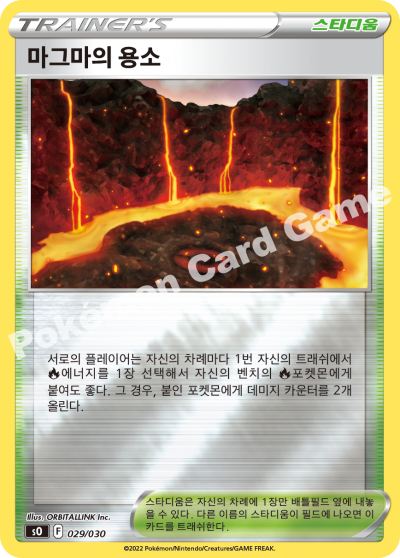 TRAINER'S
스타디움
마그마의 용소
Pokémon Card Game
서로의 플레이어는 자신의 차례마다 1번 자신의 트래쉬에서
에너지를 1장 선택해서 자신의 벤치의 포켓몬에게
붙여도 좋다. 그 경우, 붙인 포켓몬에게 데미지 카운터를 2개
올린다.
Illus. ORBITALLINK Inc.
s0 F 029/030
스타디움은 자신의 차례에 1장만 배틀필드 옆에 내놓
을 수 있다. 다른 이름의 스타디움이 필드에 나오면 이
카드를 트래쉬한다.
©2022 Pokémon/Nintendo/Creatures/GAME FREAK.